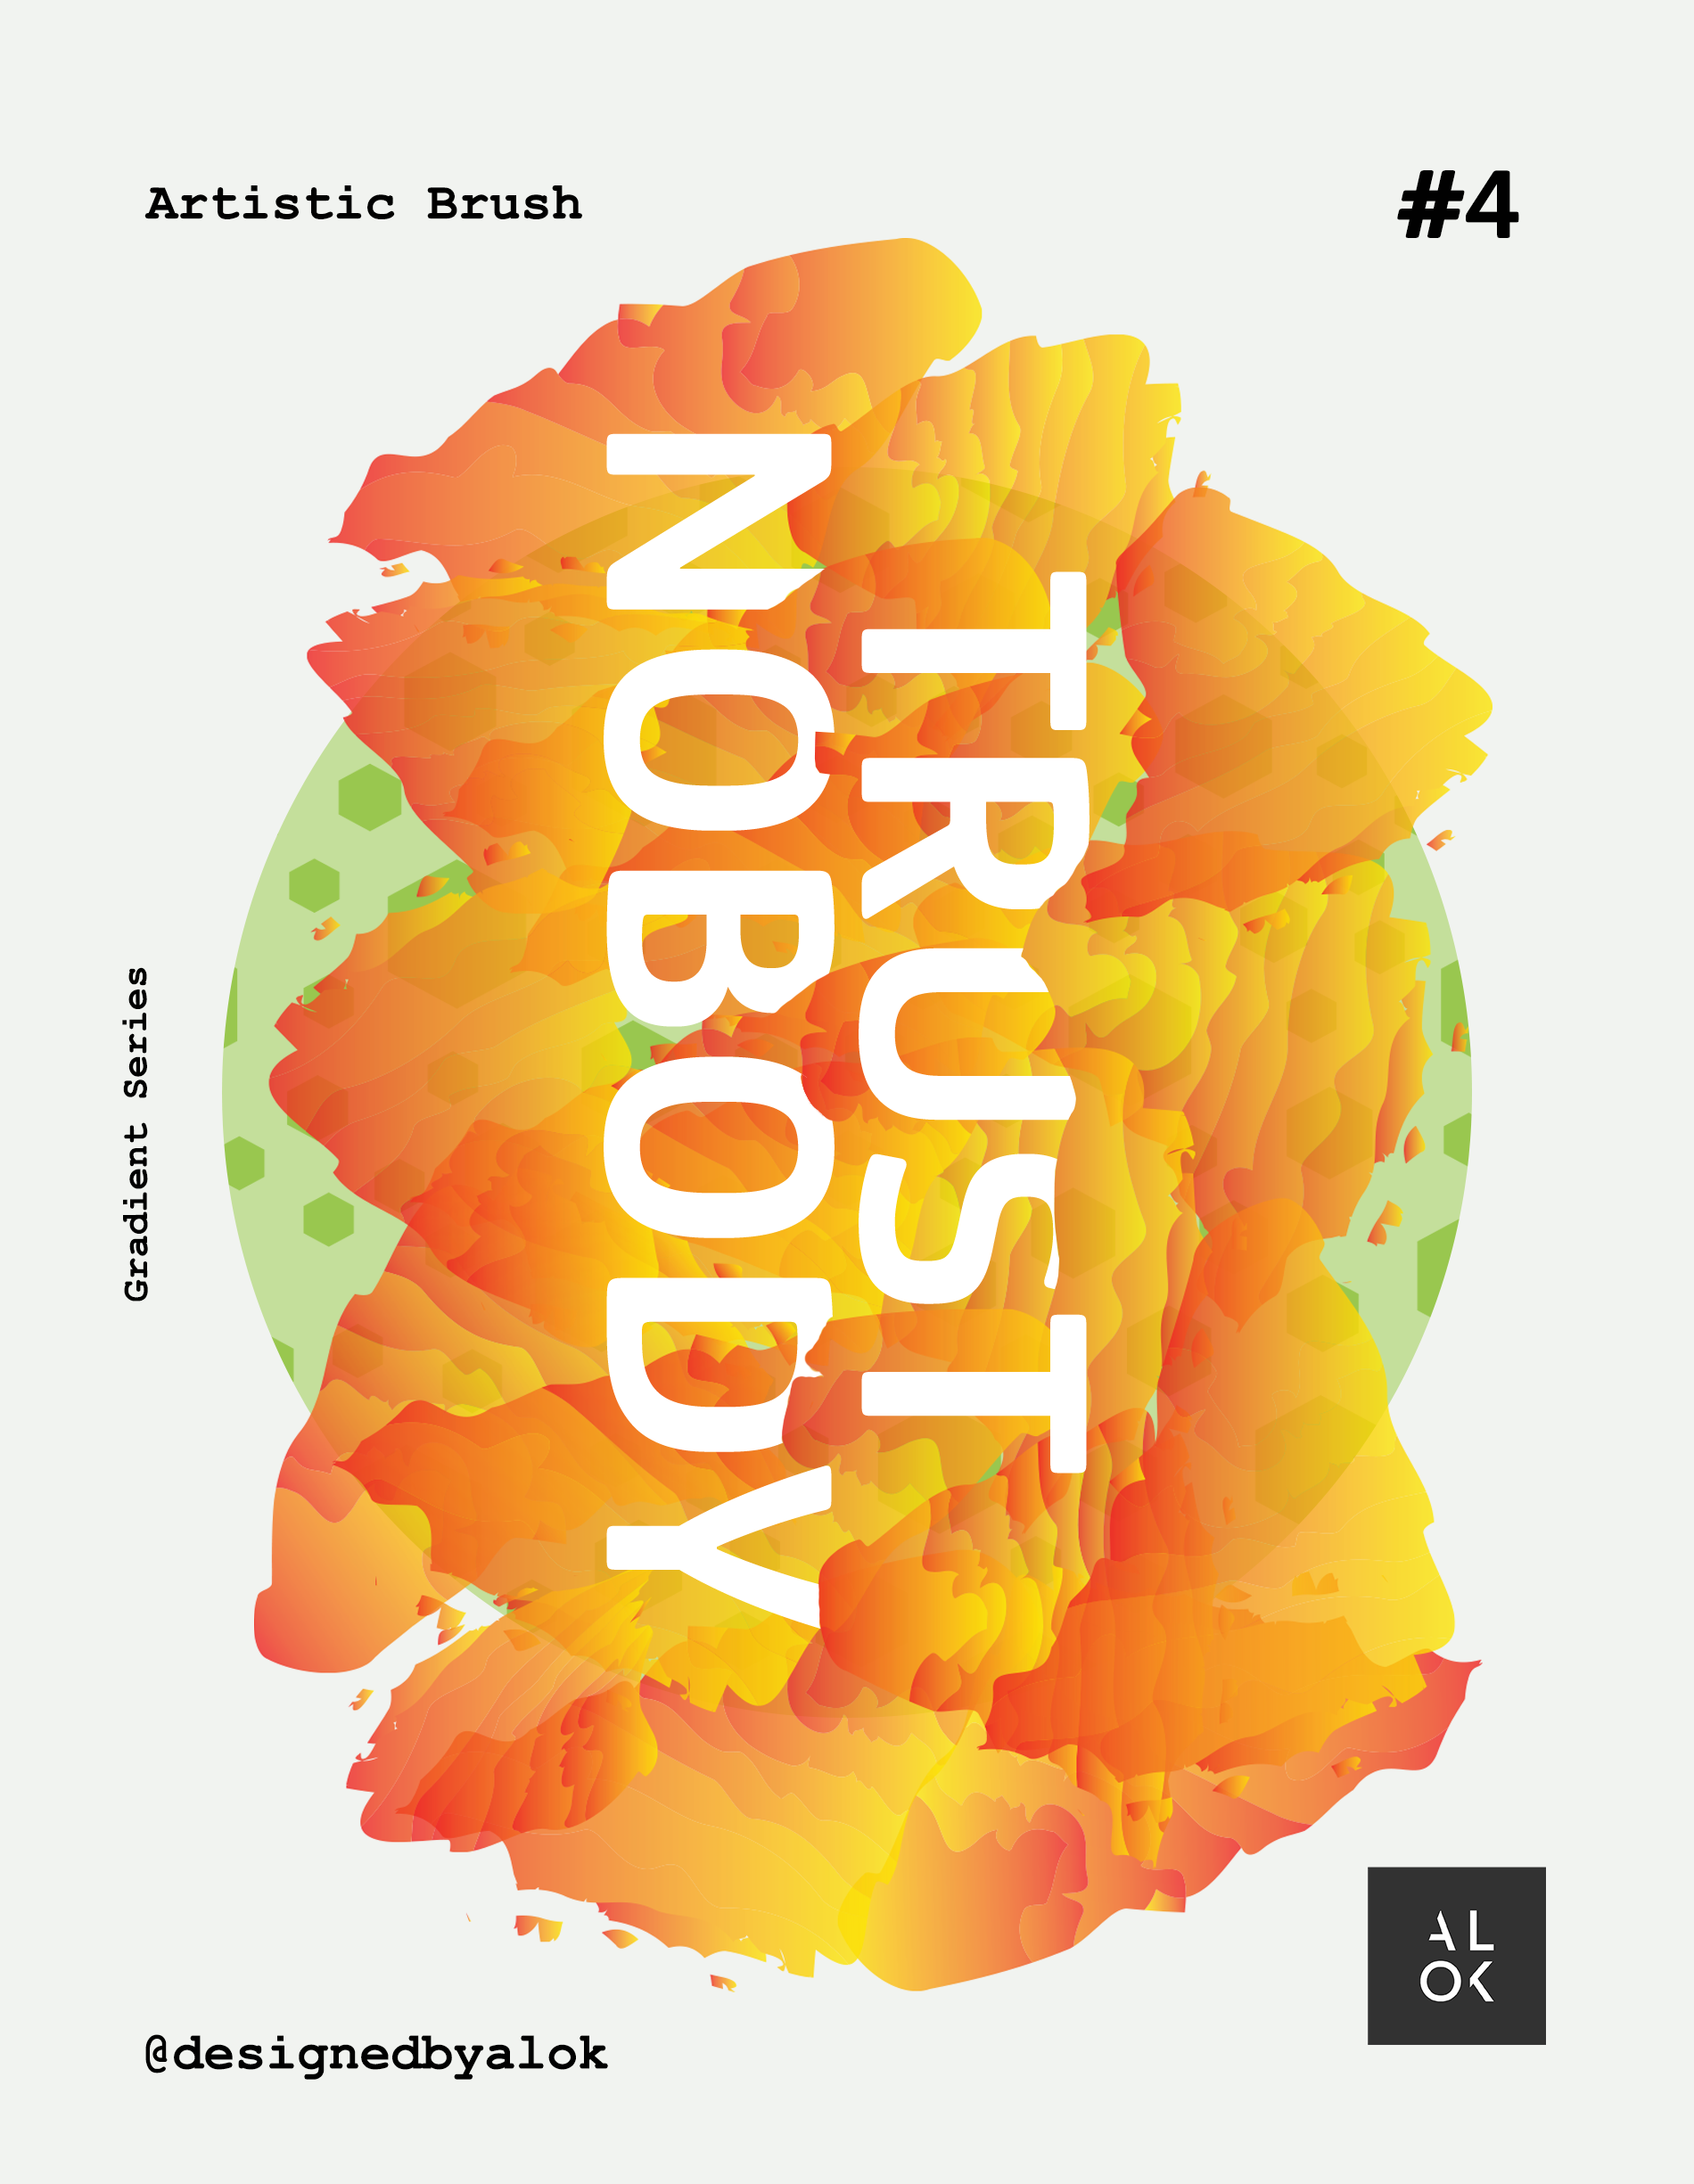 Artistic Brush
#4
TRUST
NOBODY
Gradient Series
@designedbyalok
AL
OK